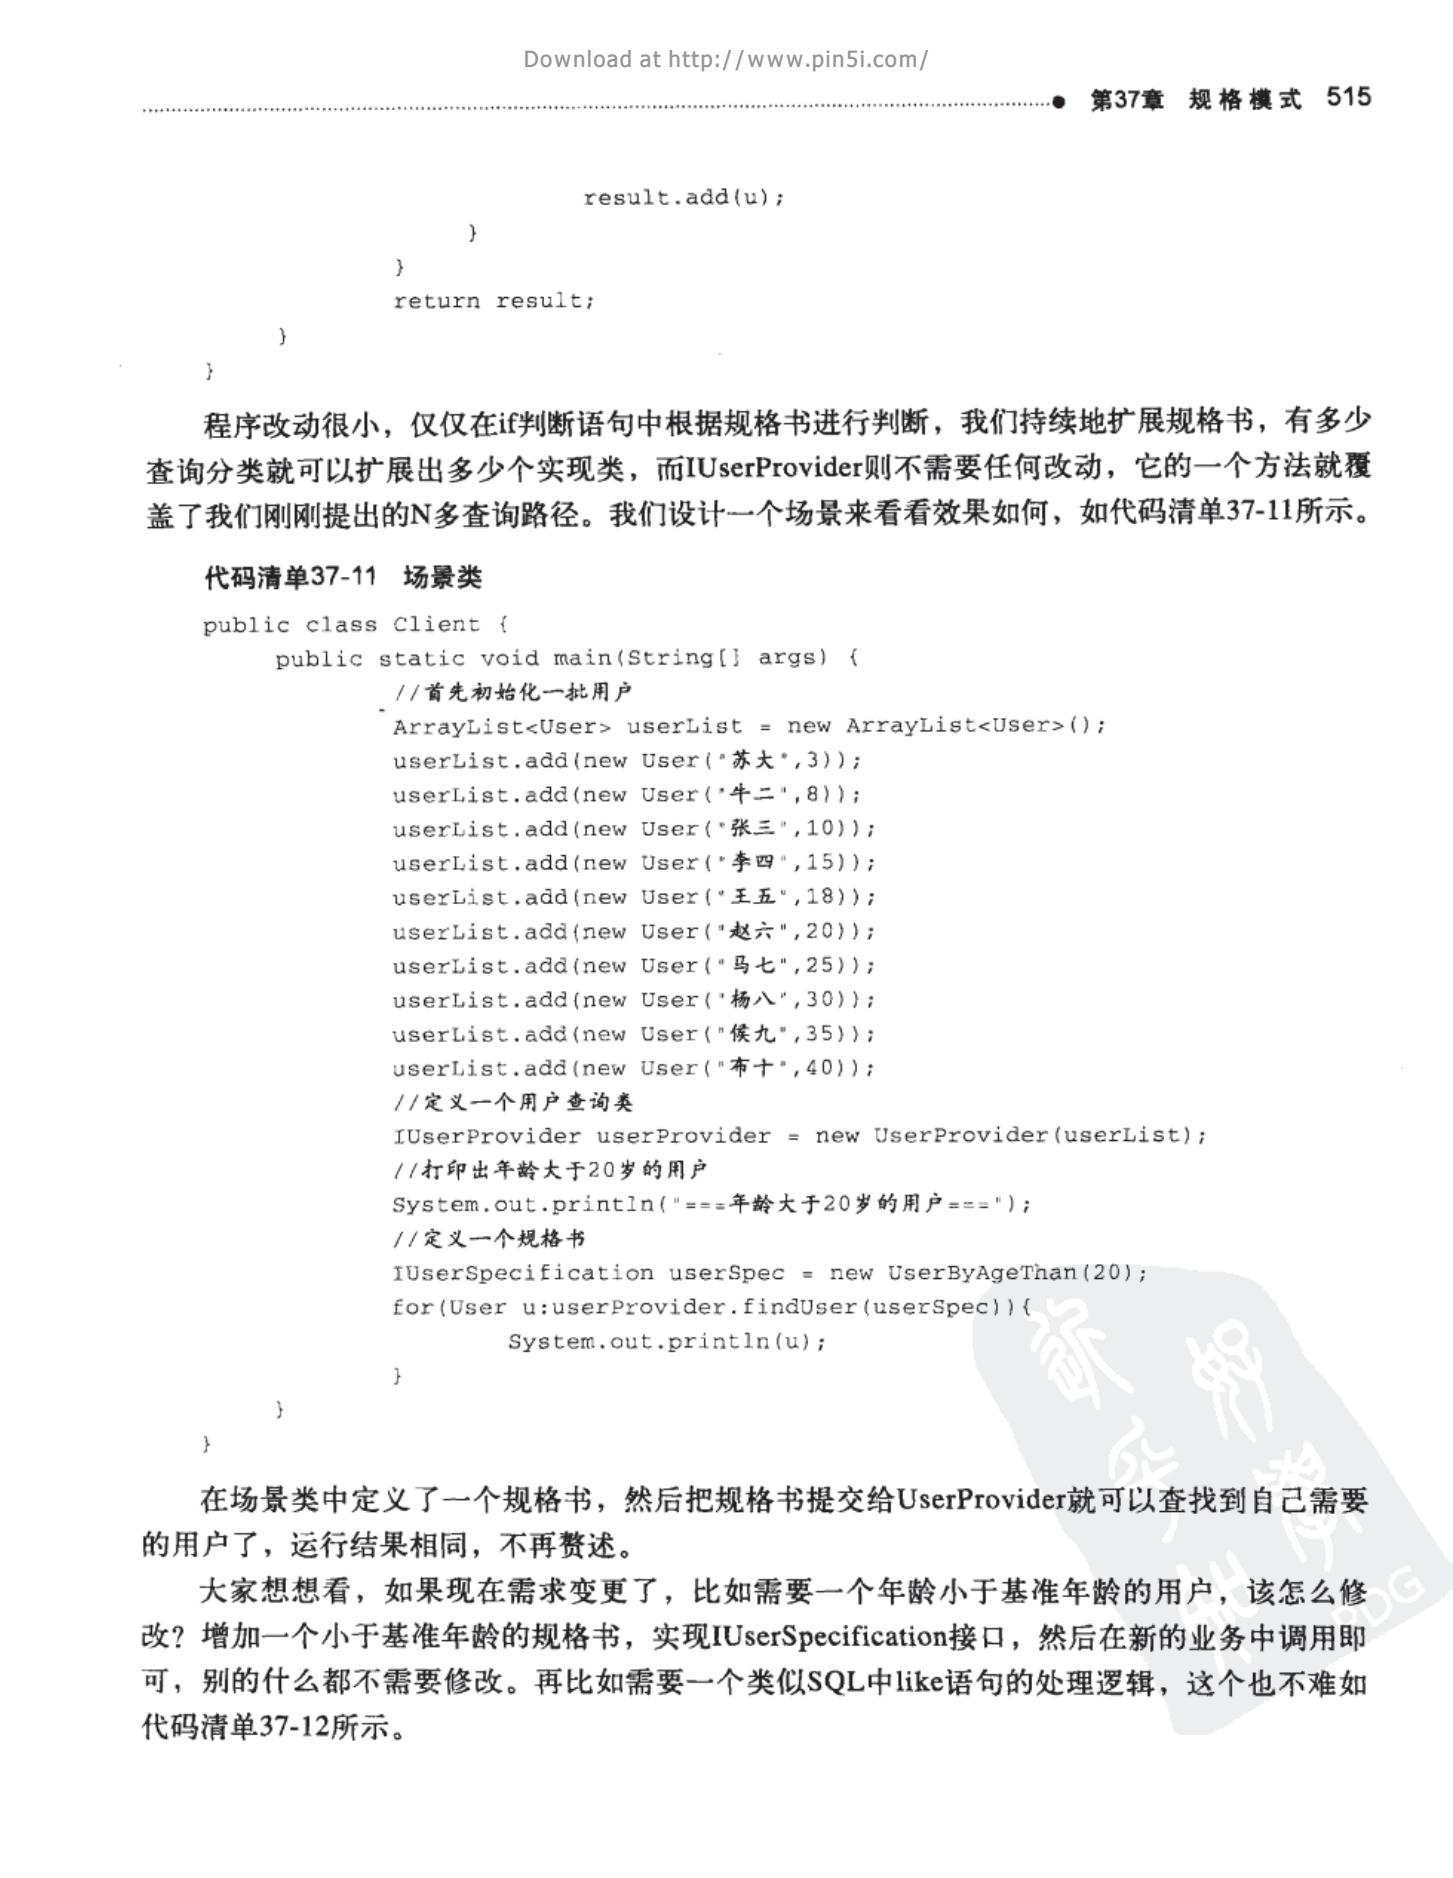 Download at http://www.pin5i.com/
第37章 规格模式 515
result.add(u);
}
}
return result;
}
}
程序改动很小，仅仅在if判断语句中根据规格书进行判断，我们持续地扩展规格书，有多少
查询分类就可以扩展出多少个实现类，而IUserProvider则不需要任何改动，它的一个方法就覆
盖了我们刚刚提出的N多查询路径。我们设计一个场景来看看效果如何，如代码清单37-11所示。
代码清单37-11 场景类
public class Client {
public static void main(String[] args) {
//首先初始化一批用户
ArrayList<User> userList = new ArrayList<User>();
userList.add(new User("苏大",3));
userList.add(new User("牛二",8));
userList.add(new User("张三",10));
userList.add(new User("李四",15));
userList.add(new User("王五",18));
userList.add(new User("赵六",20));
userList.add(new User("马七",25));
userList.add(new User("杨八",30));
userList.add(new User("侯九",35));
userList.add(new User("布十",40));
//定义一个用户查询类
IUserProvider userProvider = new UserProvider(userList);
//打印出年龄大于20岁的用户
System.out.println("===年龄大于20岁的用户===");
//定义一个规格书
IUserSpecification userSpec = new UserByAgeThan(20);
for(User u:userProvider.findUser(userSpec)){
System.out.println(u);
}
}
}
在场景类中定义了一个规格书，然后把规格书提交给UserProvider就可以查找到自己需要
的用户了，运行结果相同，不再赘述。
大家想想看，如果现在需求变更了，比如需要一个年龄小于基准年龄的用户，该怎么修
改？增加一个小于基准年龄的规格书，实现IUserSpecification接口，然后在新的业务中调用即
可，别的什么都不需要修改。再比如需要一个类似SQL中like语句的处理逻辑，这个也不难如
代码清单37-12所示。
PDG